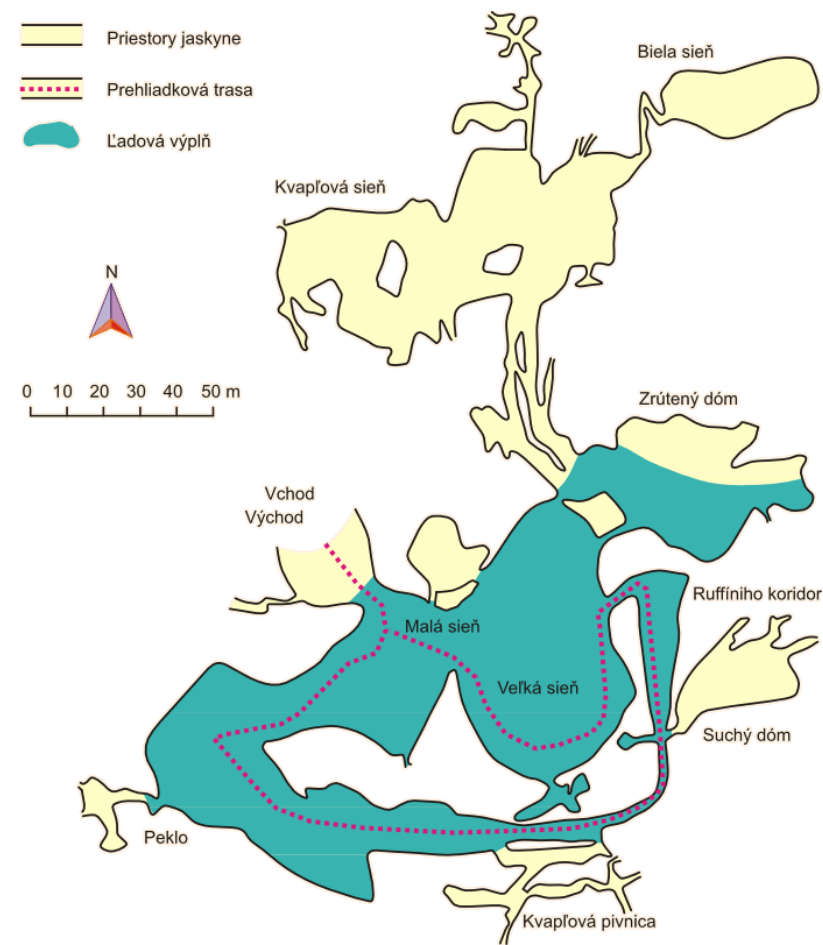 Priestory jaskyne
Prehliadková trasa
Ľadová výplň
Biela sieň
Kvapľová sieň
N
0 10 20 30 40 50 m
Zrútený dóm
Vchod
Východ
Ruffíniho koridor
Malá sieň
Veľká sieň
Suchý dóm
Peklo
Kvapľová pivnica